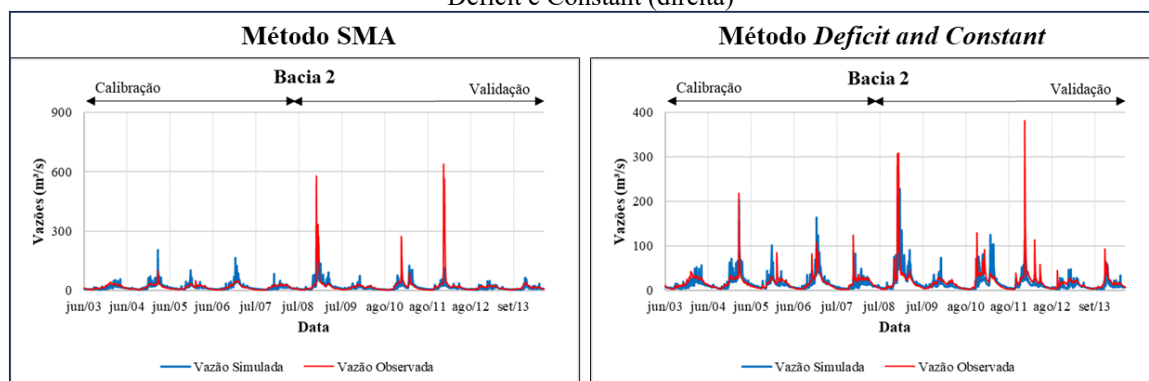 Deficit e Constant (direita)
Método SMA
Bacia 2
Calibração
Validação
900
600
300
0
Vazões (m³/s)
jun/03 jun/04 jun/05 jun/06 jul/07 jul/08 jul/09 ago/10 ago/11 ago/12 set/13
Data
Vazão Simulada Vazão Observada
Método Deficit and Constant
Bacia 2
Calibração
Validação
400
300
200
100
0
Vazões (m³/s)
jun/03 jun/04 jun/05 jun/06 jul/07 jul/08 jul/09 ago/10 ago/11 ago/12 set/13
Data
Vazão Simulada Vazão Observada